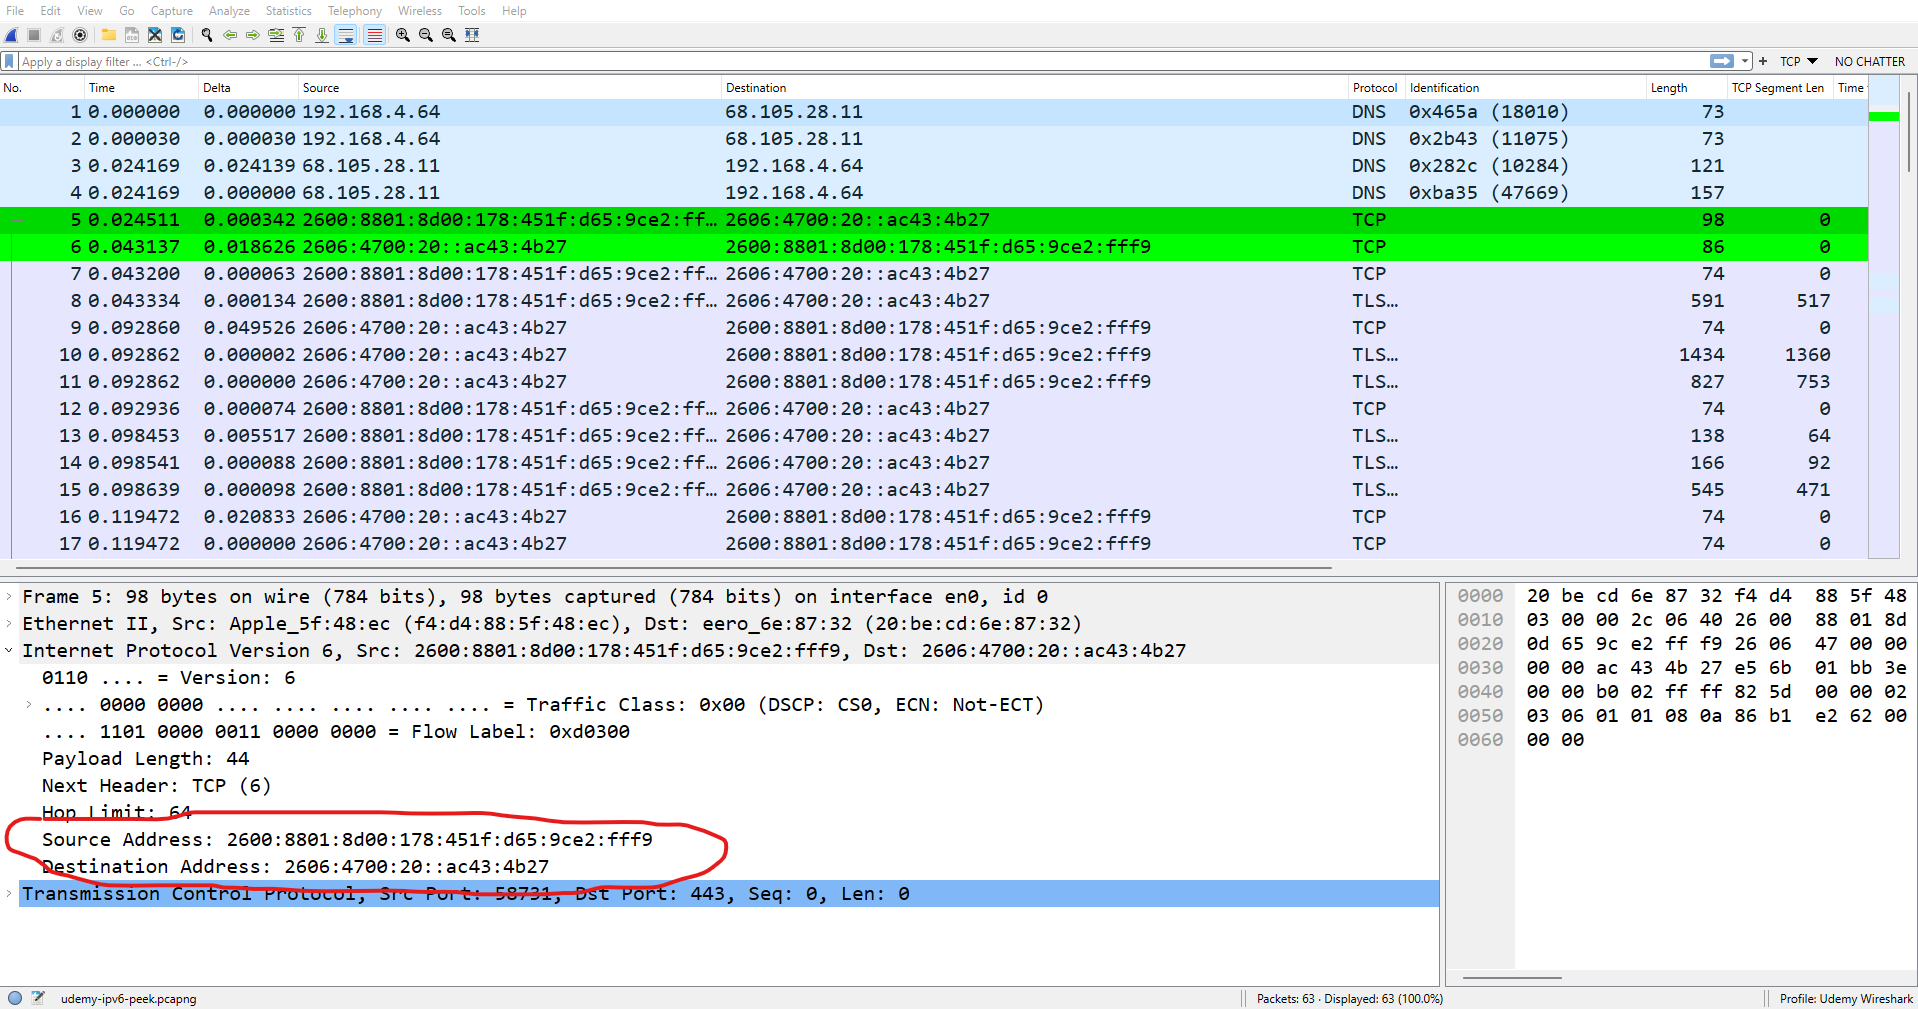 File Edit View Go Capture Analyze Statistics Telephony Wireless Tools Help
Apply a display filter ... <Ctrl-/> + TCP NO CHATTER
No. Time Delta Source Destination Protocol Identification Length TCP Segment Len Time
1 0.000000 0.000000 192.168.4.64 68.105.28.11 DNS 0x465a (18010) 73
2 0.000030 0.000030 192.168.4.64 68.105.28.11 DNS 0x2b43 (11075) 73
3 0.024169 0.024139 68.105.28.11 192.168.4.64 DNS 0x282c (10284) 121
4 0.024169 0.000000 68.105.28.11 192.168.4.64 DNS 0xba35 (47669) 157
5 0.024511 0.000342 2600:8801:8d00:178:451f:d65:9ce2:ff… 2606:4700:20::ac43:4b27 TCP 98 0
6 0.043137 0.018626 2606:4700:20::ac43:4b27 2600:8801:8d00:178:451f:d65:9ce2:fff9 TCP 86 0
7 0.043200 0.000063 2600:8801:8d00:178:451f:d65:9ce2:ff… 2606:4700:20::ac43:4b27 TCP 74 0
8 0.043334 0.000134 2600:8801:8d00:178:451f:d65:9ce2:ff… 2606:4700:20::ac43:4b27 TLS… 591 517
9 0.092860 0.049526 2606:4700:20::ac43:4b27 2600:8801:8d00:178:451f:d65:9ce2:fff9 TCP 74 0
10 0.092862 0.000002 2606:4700:20::ac43:4b27 2600:8801:8d00:178:451f:d65:9ce2:fff9 TLS… 1434 1360
11 0.092862 0.000000 2606:4700:20::ac43:4b27 2600:8801:8d00:178:451f:d65:9ce2:fff9 TLS… 827 753
12 0.092936 0.000074 2600:8801:8d00:178:451f:d65:9ce2:ff… 2606:4700:20::ac43:4b27 TCP 74 0
13 0.098453 0.005517 2600:8801:8d00:178:451f:d65:9ce2:ff… 2606:4700:20::ac43:4b27 TLS… 138 64
14 0.098541 0.000088 2600:8801:8d00:178:451f:d65:9ce2:ff… 2606:4700:20::ac43:4b27 TLS… 166 92
15 0.098639 0.000098 2600:8801:8d00:178:451f:d65:9ce2:ff… 2606:4700:20::ac43:4b27 TLS… 545 471
16 0.119472 0.020833 2606:4700:20::ac43:4b27 2600:8801:8d00:178:451f:d65:9ce2:fff9 TCP 74 0
17 0.119472 0.000000 2606:4700:20::ac43:4b27 2600:8801:8d00:178:451f:d65:9ce2:fff9 TCP 74 0
Frame 5: 98 bytes on wire (784 bits), 98 bytes captured (784 bits) on interface en0, id 0
Ethernet II, Src: Apple_5f:48:ec (f4:d4:88:5f:48:ec), Dst: eero_6e:87:32 (20:be:cd:6e:87:32)
Internet Protocol Version 6, Src: 2600:8801:8d00:178:451f:d65:9ce2:fff9, Dst: 2606:4700:20::ac43:4b27
0110 .... = Version: 6
.... 0000 0000 .... .... .... .... .... = Traffic Class: 0x00 (DSCP: CS0, ECN: Not-ECT)
.... 1101 0000 0011 0000 0000 = Flow Label: 0xd0300
Payload Length: 44
Next Header: TCP (6)
Hop Limit: 64
Source Address: 2600:8801:8d00:178:451f:d65:9ce2:fff9
Destination Address: 2606:4700:20::ac43:4b27
Transmission Control Protocol, Src Port: 58731, Dst Port: 443, Seq: 0, Len: 0
0000 20 be cd 6e 87 32 f4 d4 88 5f 48
0010 03 00 00 2c 06 40 26 00 88 01 8d
0020 0d 65 9c e2 ff f9 26 06 47 00 00
0030 00 00 ac 43 4b 27 e5 6b 01 bb 3e
0040 00 00 b0 02 ff ff 82 5d 00 00 02
0050 03 06 01 01 08 0a 86 b1 e2 62 00
0060 00 00
udemy-ipv6-peek.pcapng Packets: 63 · Displayed: 63 (100.0%) Profile: Udemy Wireshark